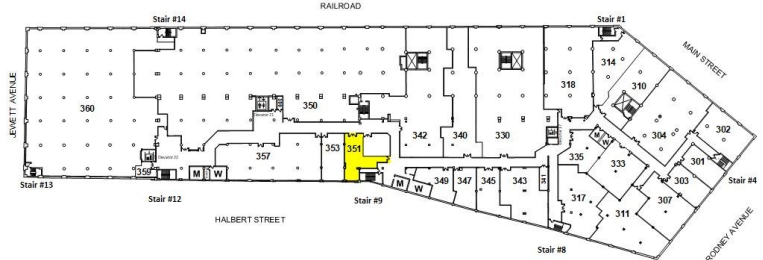 RAILROAD
Stair #14
Stair #1
JEWETT AVENUE
MAIN STREET
314
310
318
360
350
342
340
330
304
302
335
333
301
303
307
353
351
357
359
349
347
345
343
341
317
311
M
W
M
W
M
W
Stair #13
Stair #12
Stair #9
Stair #8
Stair #4
HALBERT STREET
RODNEY AVENUE